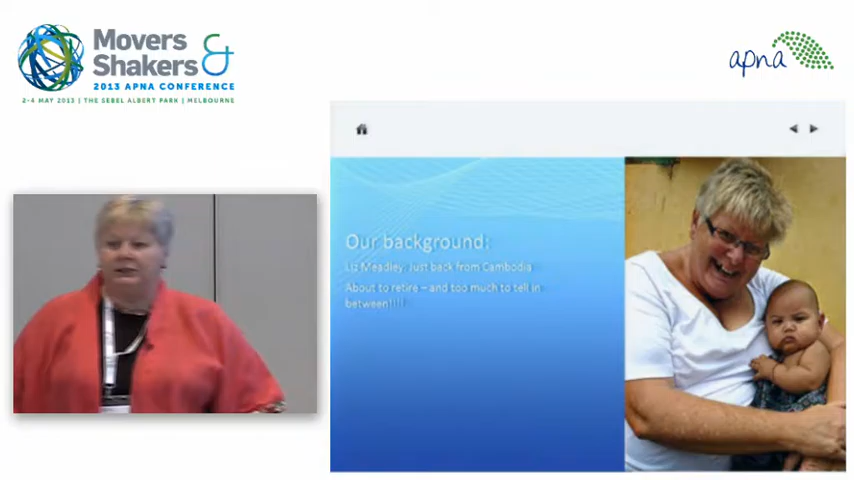 Movers &
Shakers
2013 APNA CONFERENCE
2-4 MAY 2013 | THE SEBEL ALBERT PARK | MELBOURNE
apna
Our background:
Liz Meadley: Just back from Cambodia
About to retire – and too much to tell in
between!!!!